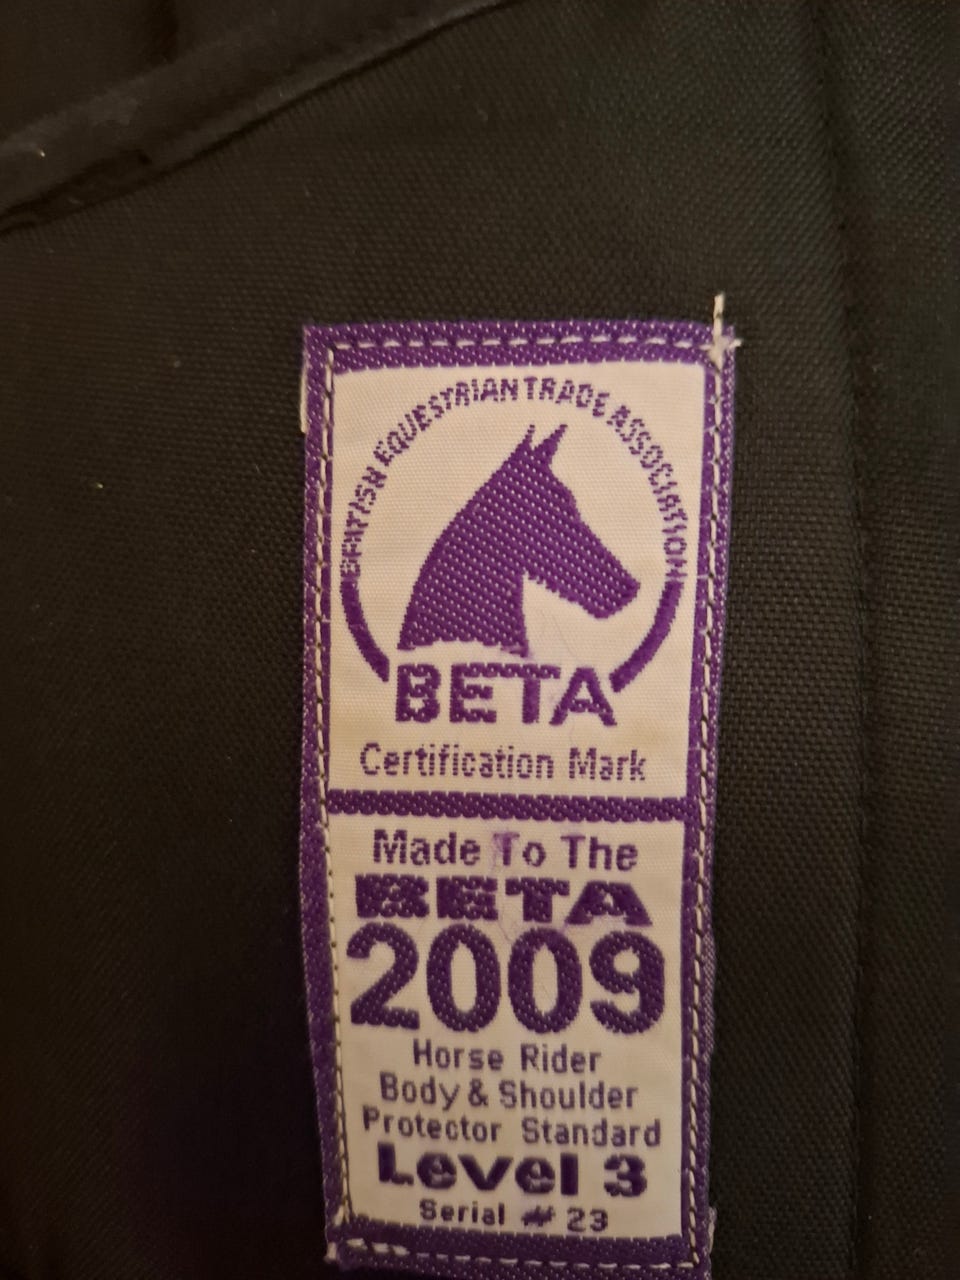 BRITISH EQUESTRIAN TRADE ASSOCIATION
BETA
Certification Mark
Made To The
BETA
2009
Horse Rider
Body & Shoulder
Protector Standard
Level 3
Serial # 23